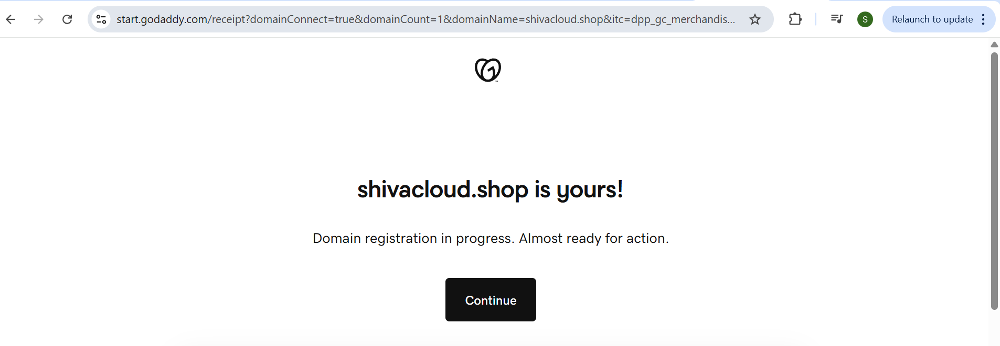 start.godaddy.com/receipt?domainConnect=true&domainCount=1&domainName=shivacloud.shop&itc=dpp_gc_merchandis...
S
Relaunch to update
shivacloud.shop is yours!
Domain registration in progress. Almost ready for action.
Continue